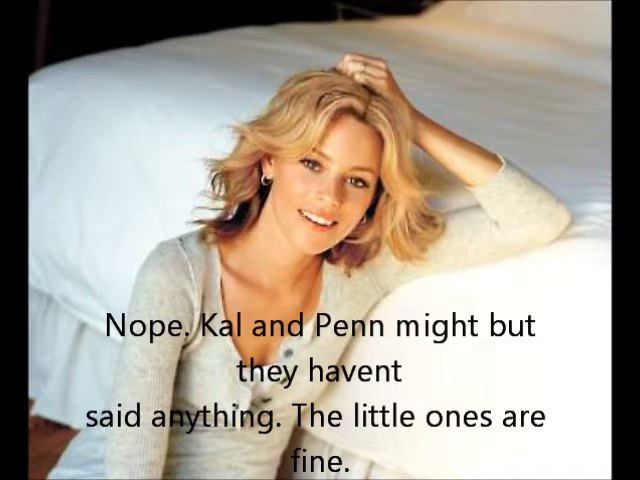 Nope. Kal and Penn might but
they havent
said anything. The little ones are
fine.